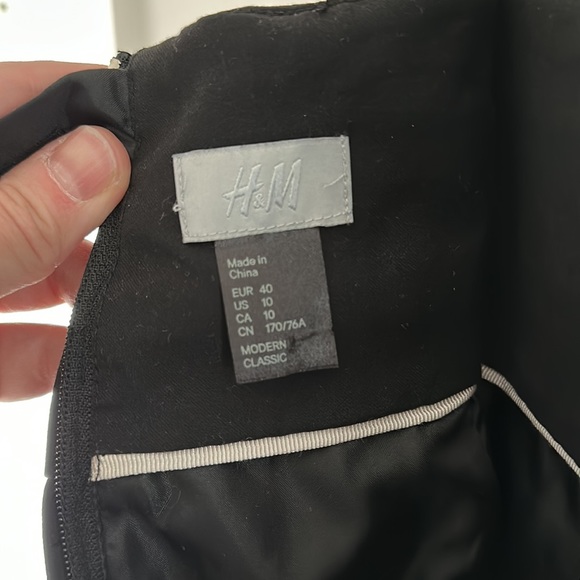 H&M
Made in
China
EUR 40
US 10
CA 10
CN 170/76A
MODERN
CLASSIC